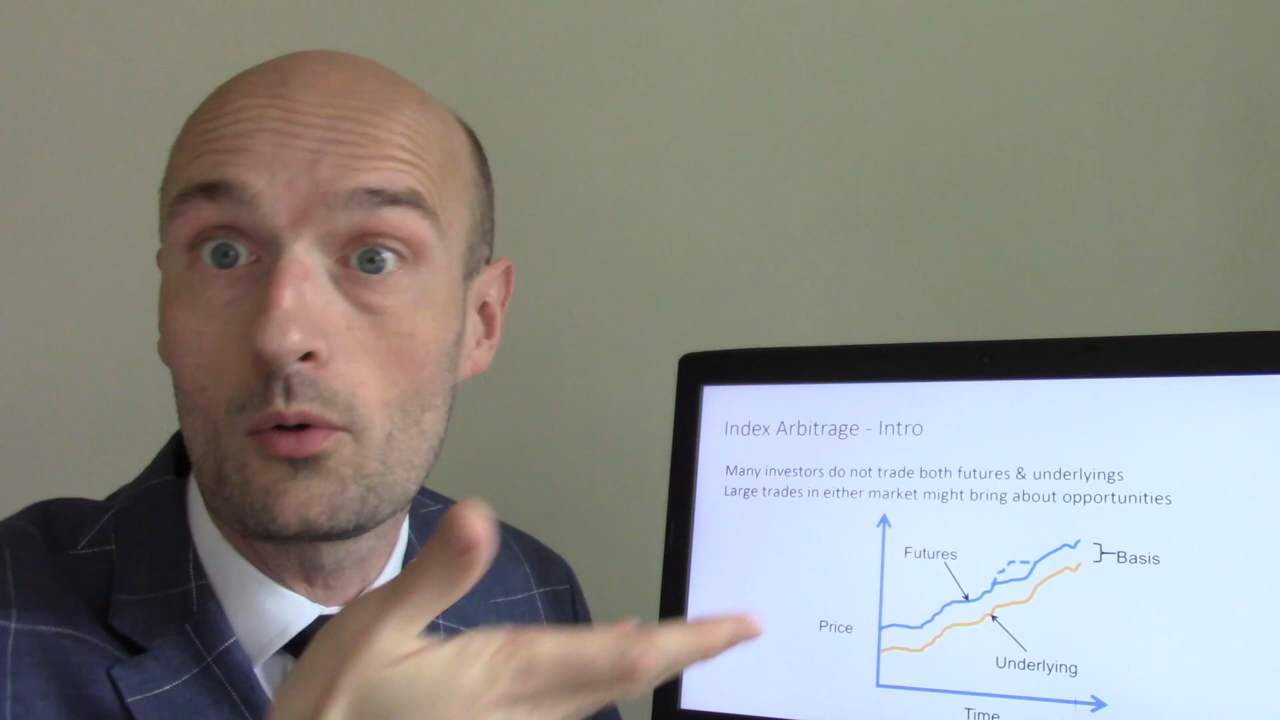 Index Arbitrage - Intro
Many investors do not trade both futures & underlyings
Large trades in either market might bring about opportunities
Futures
Basis
Price
Underlying
Time